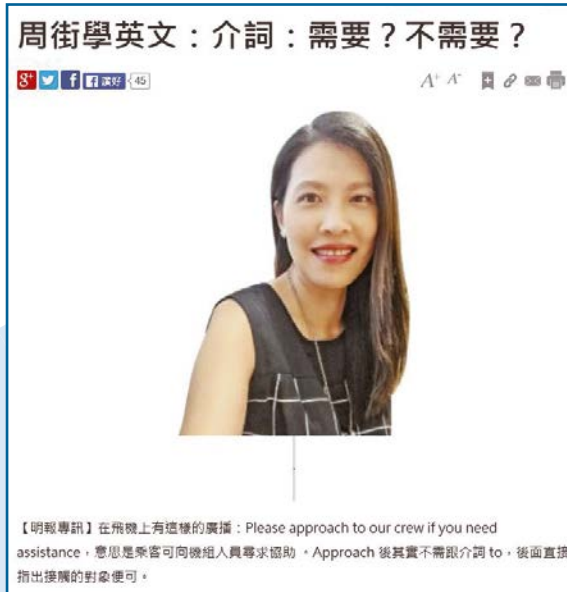 周街學英文：介詞：需要？不需要？
g+ f f 讚好 45 A+ A-
【明報專訊】在飛機上有這樣的廣播：Please approach to our crew if you need
assistance，意思是乘客可向機組人員尋求協助 。Approach 後其實不需跟介詞 to，後面直接
指出接觸的對象便可。